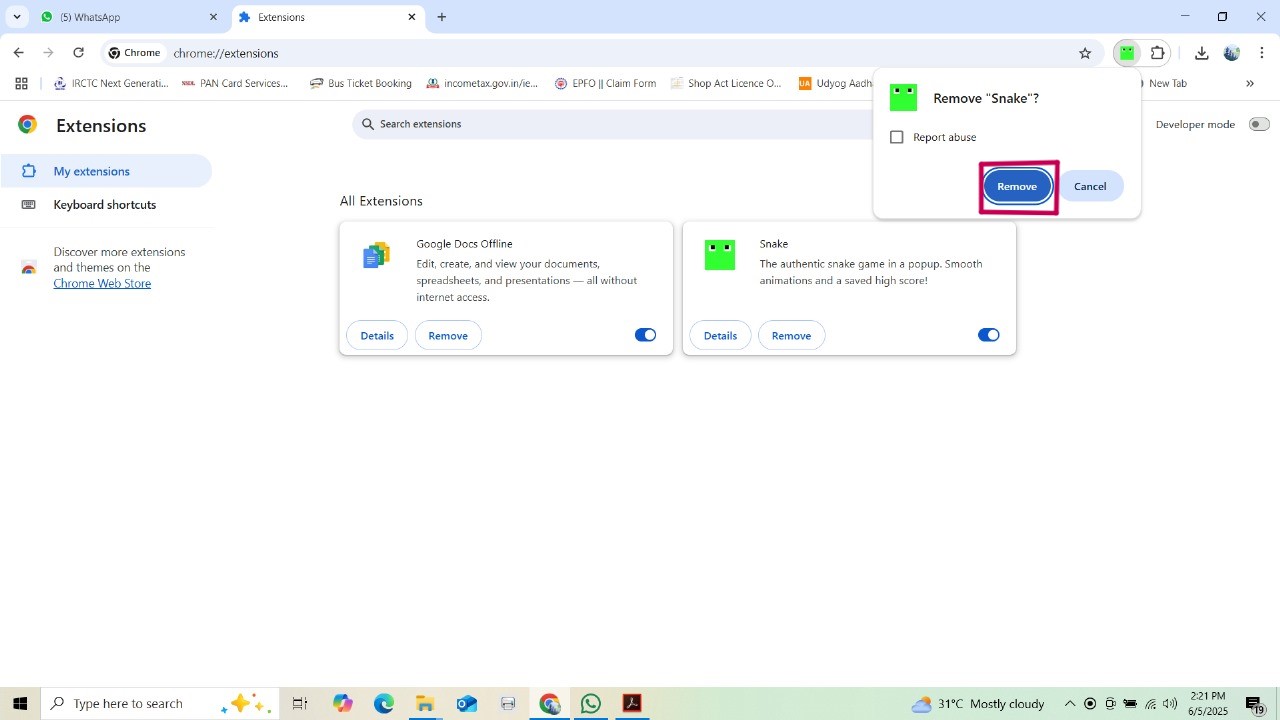 (5) WhatsApp
Extensions
Chrome
chrome://extensions
IRCTC Next Generati...
NSDL
PAN Card Services...
Bus Ticket Booking
incometax.gov.in/ie...
EPFO || Claim Form
Shop Act Licence O...
UA
Udyog Aadh
New Tab
Extensions
Search extensions
Remove "Snake"?
Report abuse
Remove
Cancel
Developer mode
My extensions
Keyboard shortcuts
Discover more extensions
and themes on the
Chrome Web Store
All Extensions
Google Docs Offline
Edit, create, and view your documents,
spreadsheets, and presentations — all without
internet access.
Details
Remove
Snake
The authentic snake game in a popup. Smooth
animations and a saved high score!
Details
Remove
Type here to search
31°C Mostly cloudy
2:21 PM
6/5/2025
19